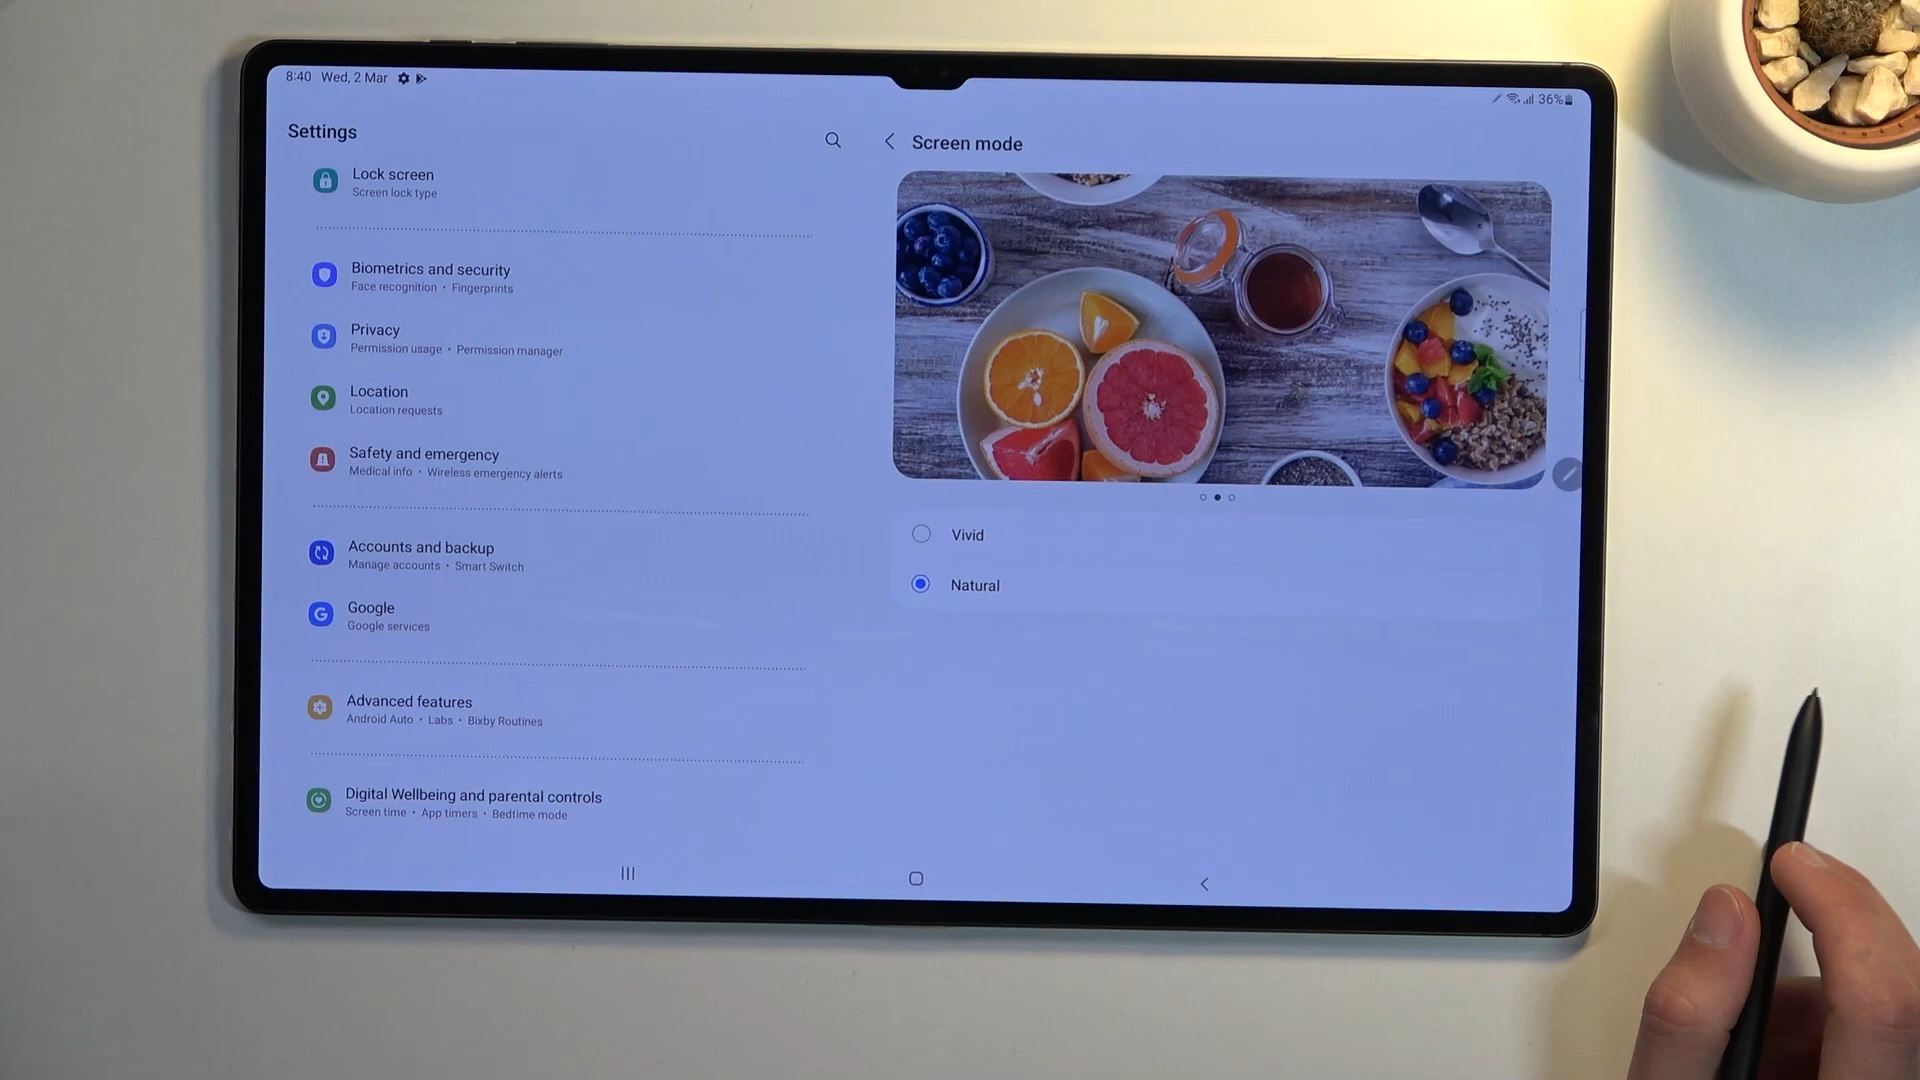 8:40 Wed, 2 Mar
36%
Settings
Lock screen
Screen lock type
Biometrics and security
Face recognition • Fingerprints
Privacy
Permission usage • Permission manager
Location
Location requests
Safety and emergency
Medical info • Wireless emergency alerts
Accounts and backup
Manage accounts • Smart Switch
G
Google
Google services
Advanced features
Android Auto • Labs • Bixby Routines
Digital Wellbeing and parental controls
Screen time • App timers • Bedtime mode
Screen mode
Vivid
Natural